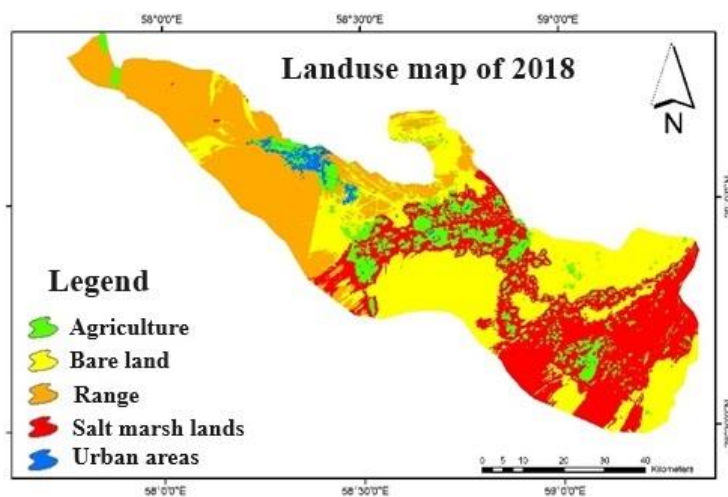 58°0'0"E 58°30'0"E 59°0'0"E
Landuse map of 2018
N
Legend
Agriculture
Bare land
Range
Salt marsh lands
Urban areas
0 5 10 20 30 40
Kilometers
58°0'0"E 58°30'0"E 59°0'0"E